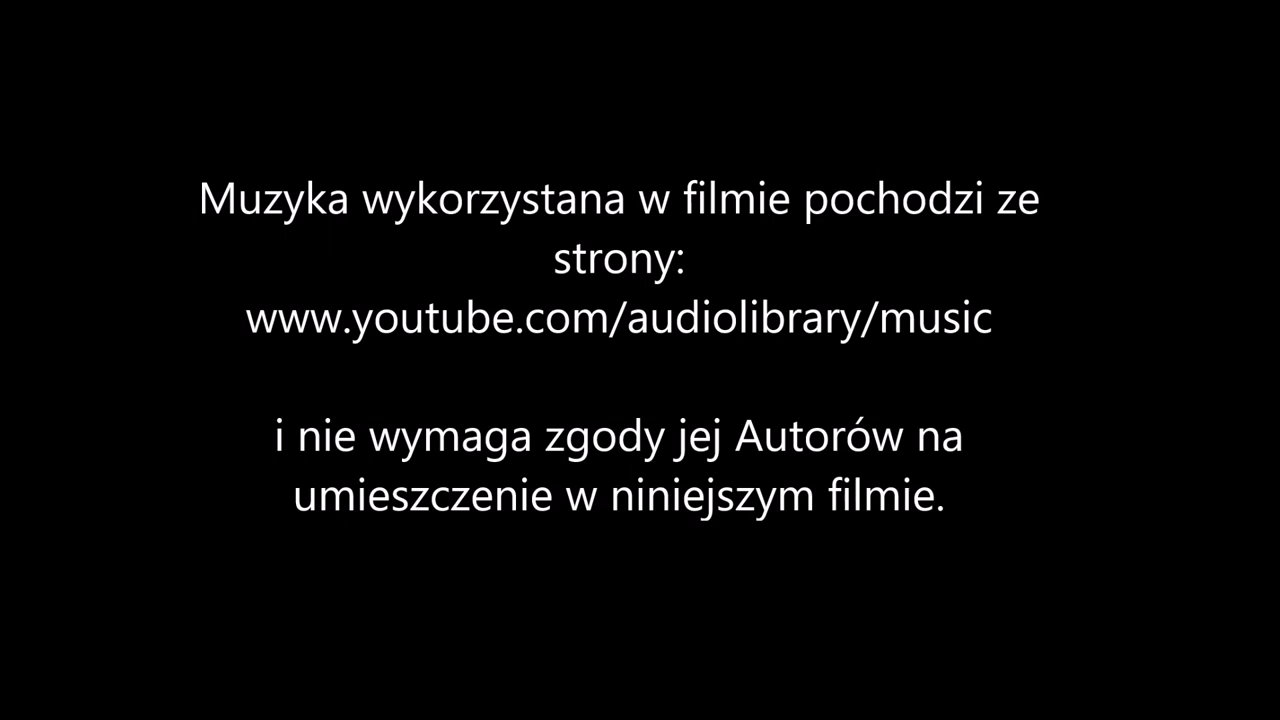 Muzyka wykorzystana w filmie pochodzi ze
strony:
www.youtube.com/audiolibrary/music
i nie wymaga zgody jej Autorów na
umieszczenie w niniejszym filmie.